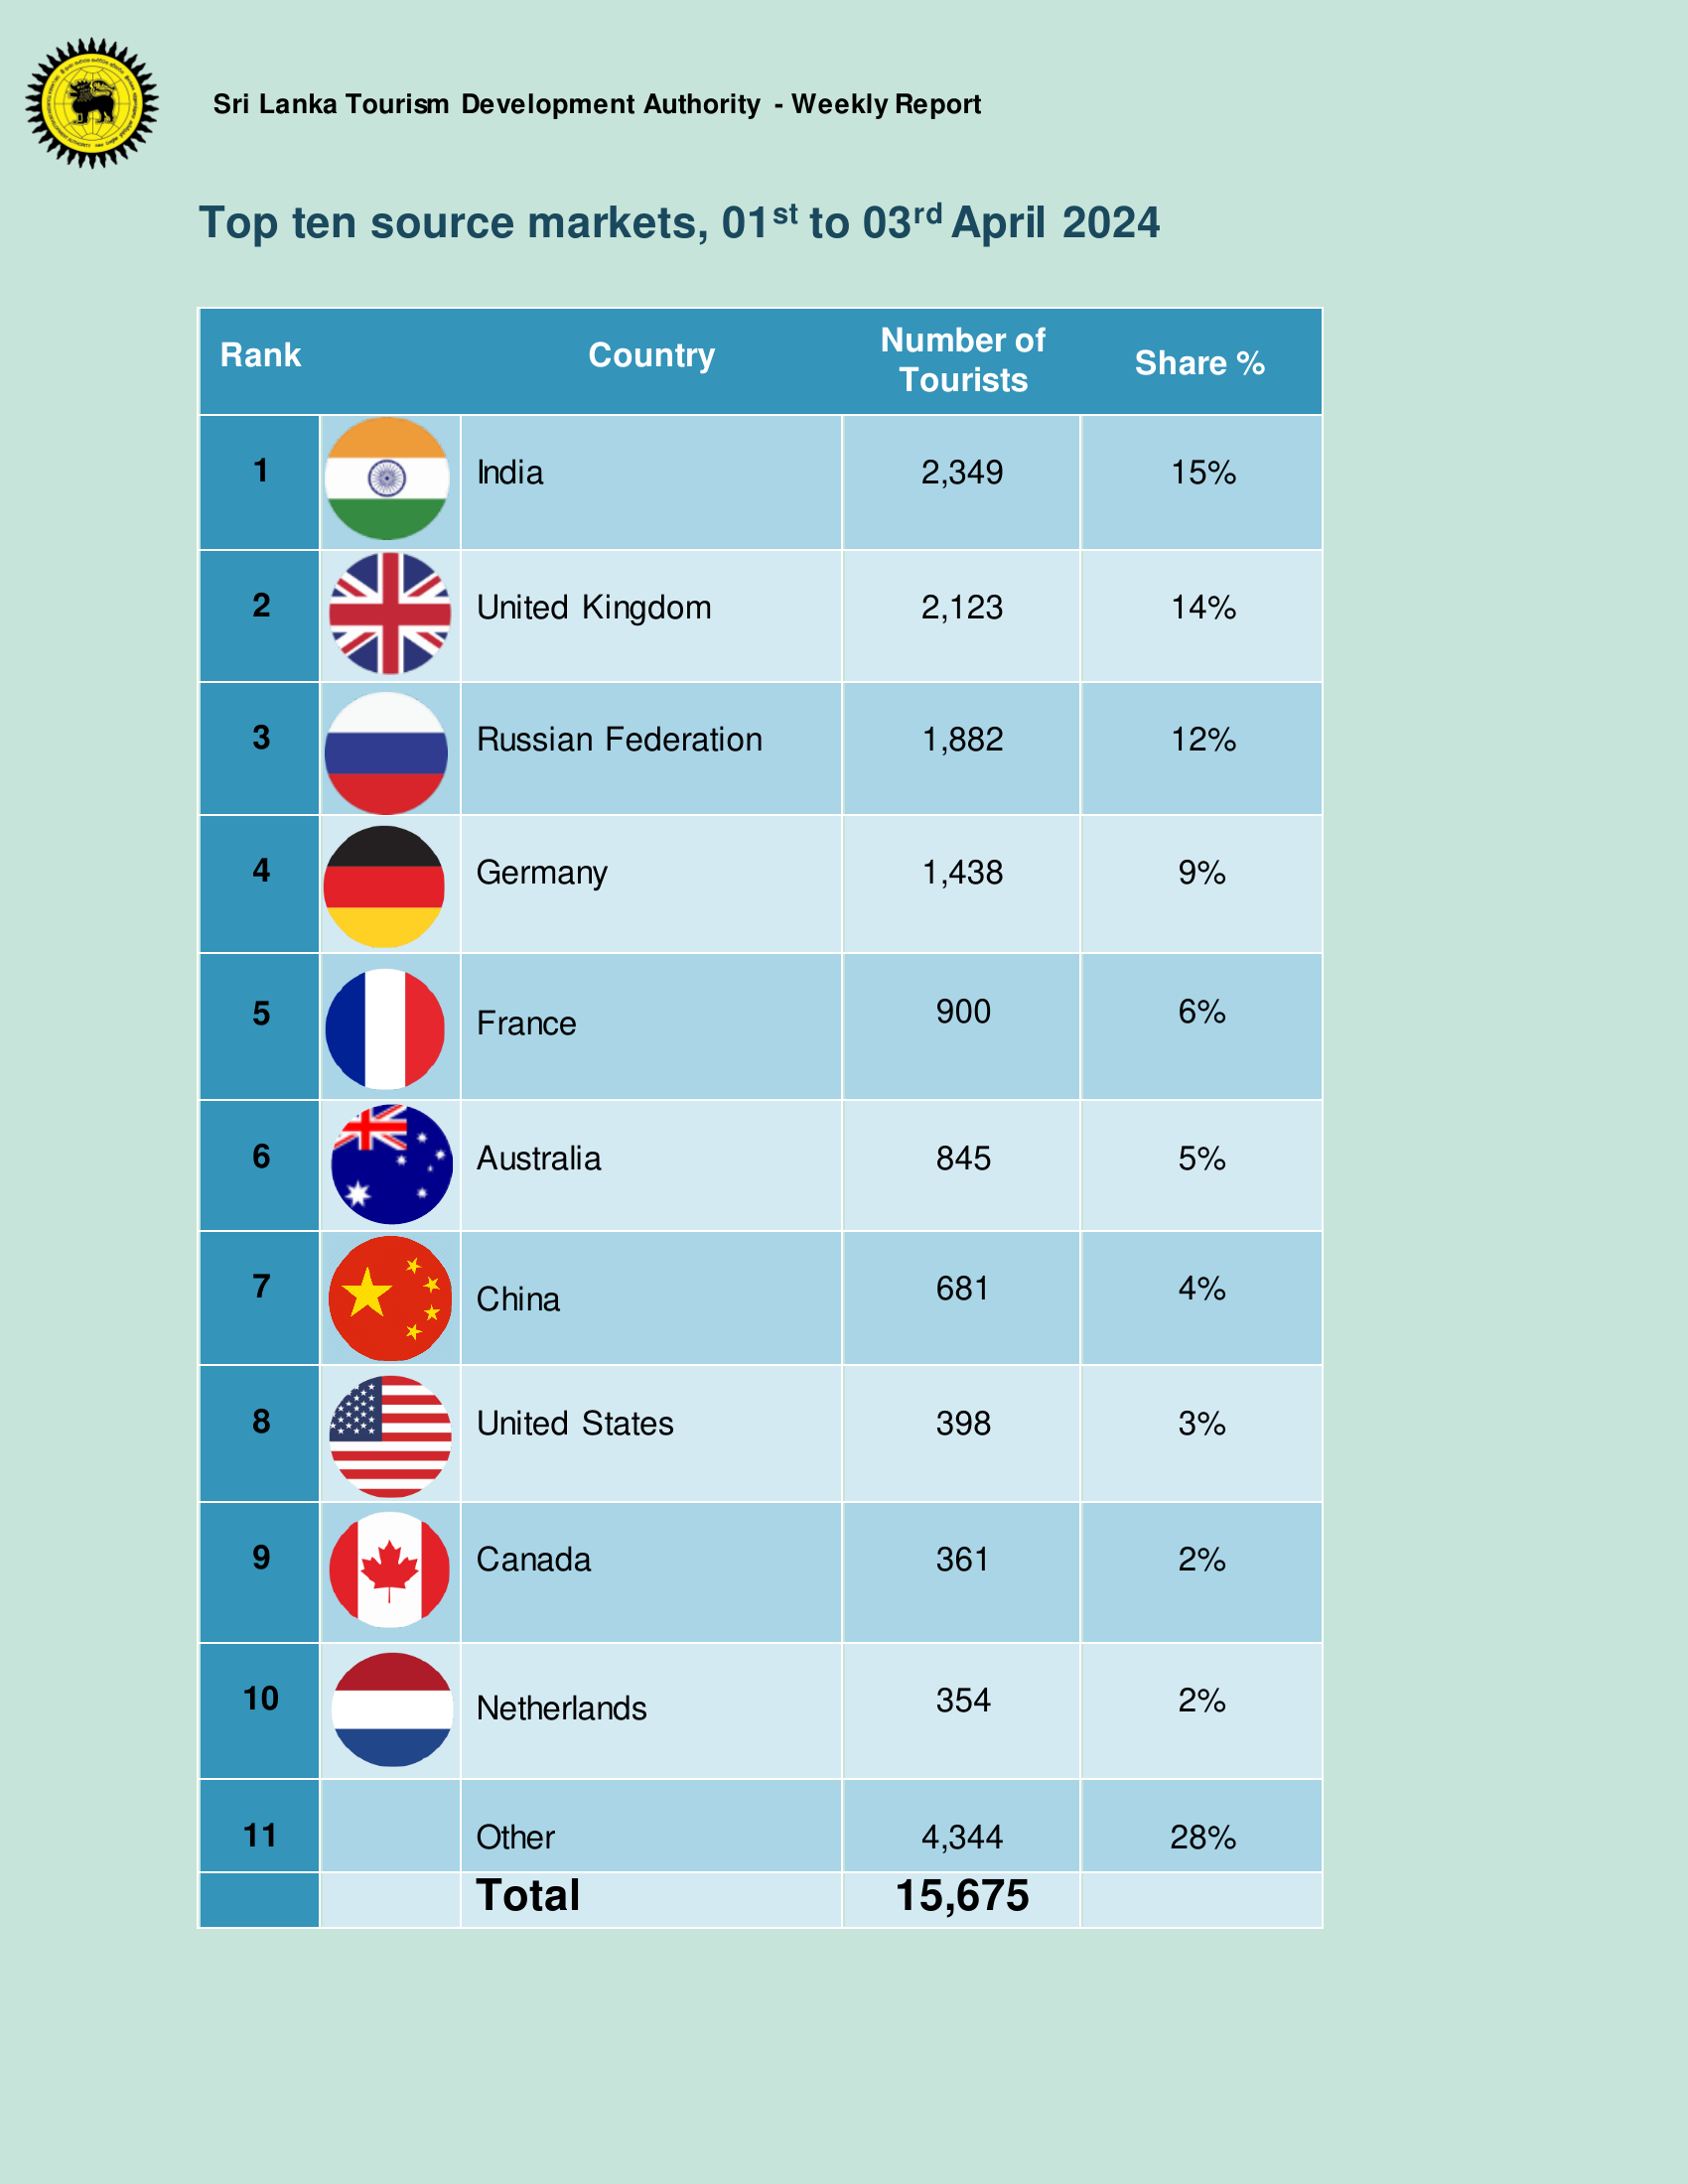 Sri Lanka Tourism Development Authority - Weekly Report
Top ten source markets, 01st to 03rd April 2024
Rank Country Number of Tourists Share %
1 India 2,349 15%
2 United Kingdom 2,123 14%
3 Russian Federation 1,882 12%
4 Germany 1,438 9%
5 France 900 6%
6 Australia 845 5%
7 China 681 4%
8 United States 398 3%
9 Canada 361 2%
10 Netherlands 354 2%
11 Other 4,344 28%
Total 15,675